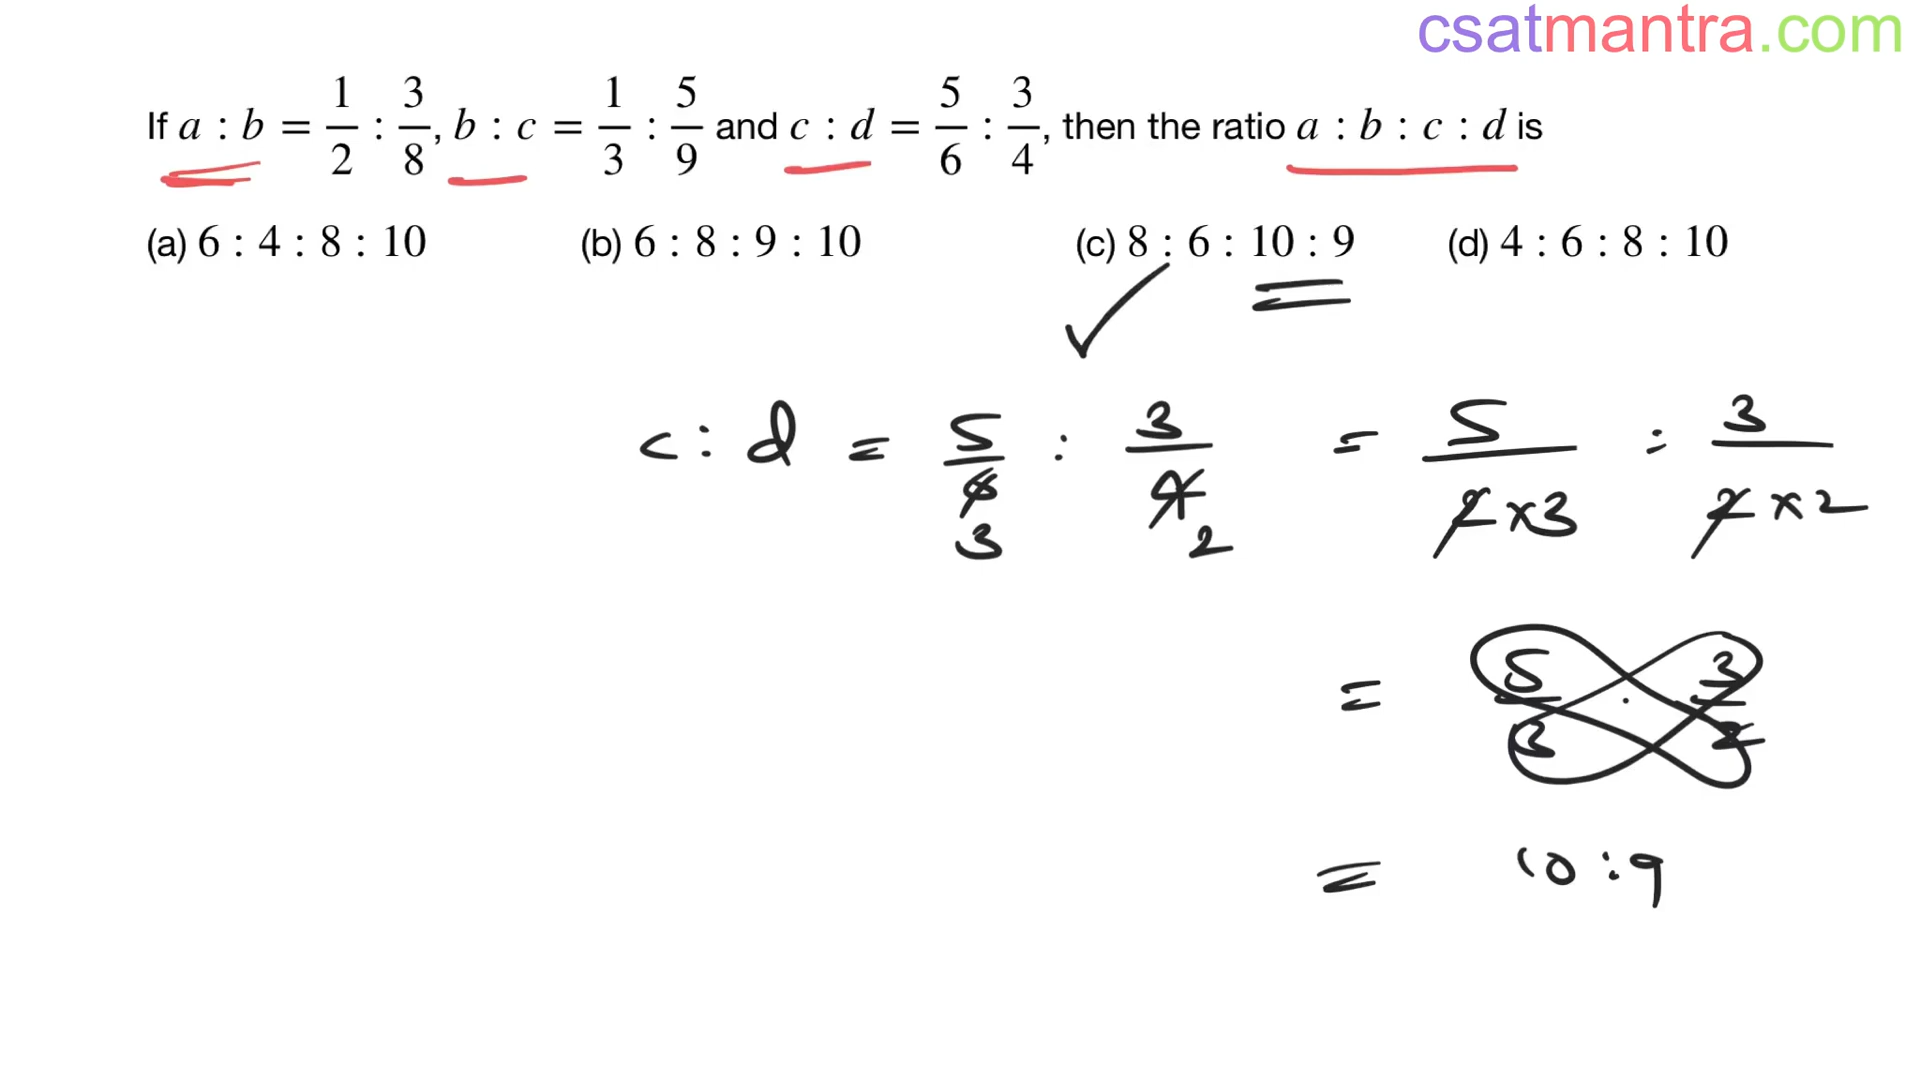 csatmantra.com
If a : b = 1/2 : 3/8, b : c = 1/3 : 5/9 and c : d = 5/6 : 3/4, then the ratio a : b : c : d is
(a) 6 : 4 : 8 : 10 (b) 6 : 8 : 9 : 10 (c) 8 : 6 : 10 : 9 (d) 4 : 6 : 8 : 10
c : d = 5/6 3 : 3/4 2 = 5/2×3 : 3/2×2
= 5/3 : 3/2
= 10 : 9